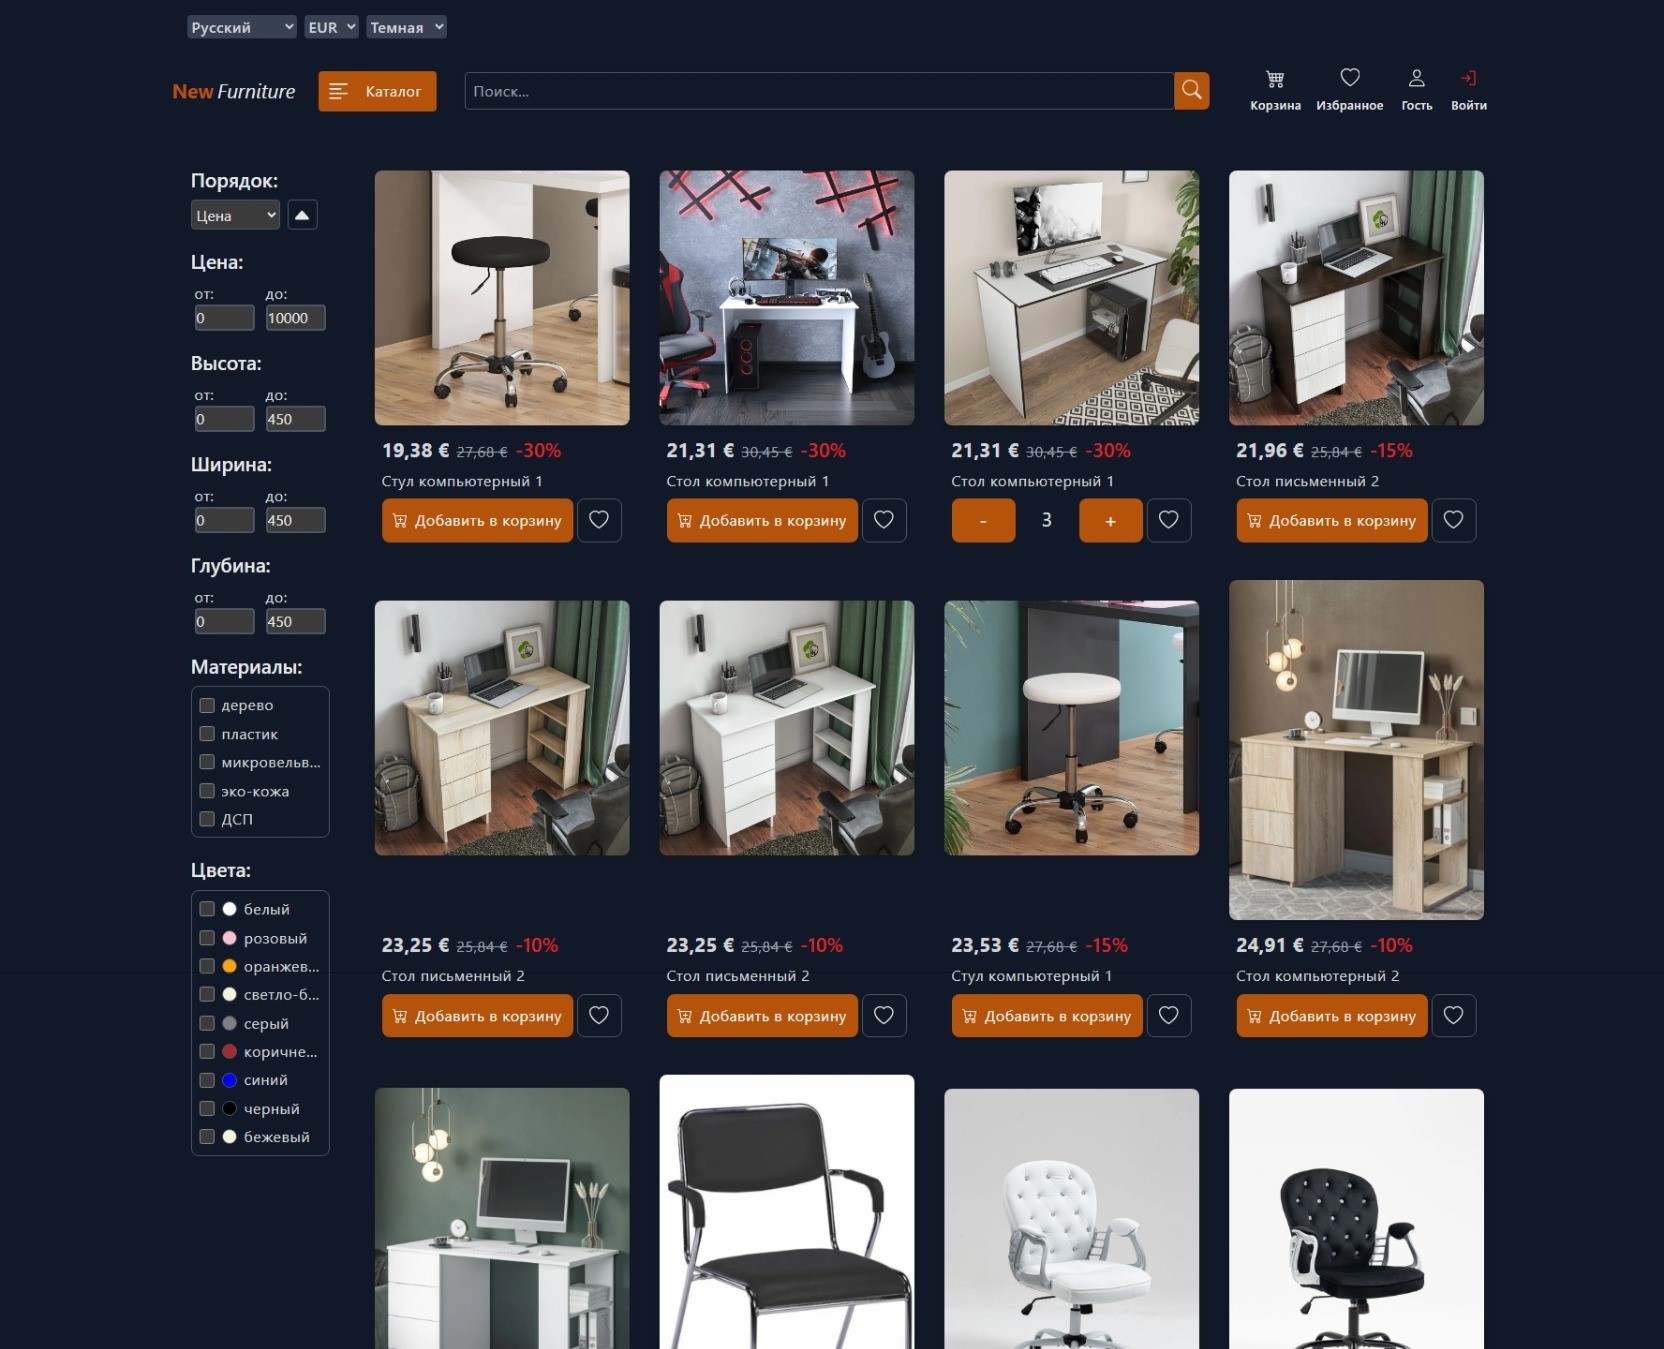 Русский EUR Темная
New Furniture Каталог Поиск... Корзина Избранное Гость Войти
Порядок:
Цена
Цена:
от: до:
0 10000
Высота:
от: до:
0 450
Ширина:
от: до:
0 450
Глубина:
от: до:
0 450
Материалы:
дерево
пластик
микровельв...
эко-кожа
ДСП
Цвета:
белый
розовый
оранжев...
светло-б...
серый
коричне...
синий
черный
бежевый
19,38 € 27,68 € -30%
Стул компьютерный 1
Добавить в корзину
21,31 € 30,45 € -30%
Стол компьютерный 1
Добавить в корзину
21,31 € 30,45 € -30%
Стол компьютерный 1
- 3 +
21,96 € 25,84 € -15%
Стол письменный 2
Добавить в корзину
23,25 € 25,84 € -10%
Стол письменный 2
Добавить в корзину
23,25 € 25,84 € -10%
Стол письменный 2
Добавить в корзину
23,53 € 27,68 € -15%
Стул компьютерный 1
Добавить в корзину
24,91 € 27,68 € -10%
Стол компьютерный 2
Добавить в корзину